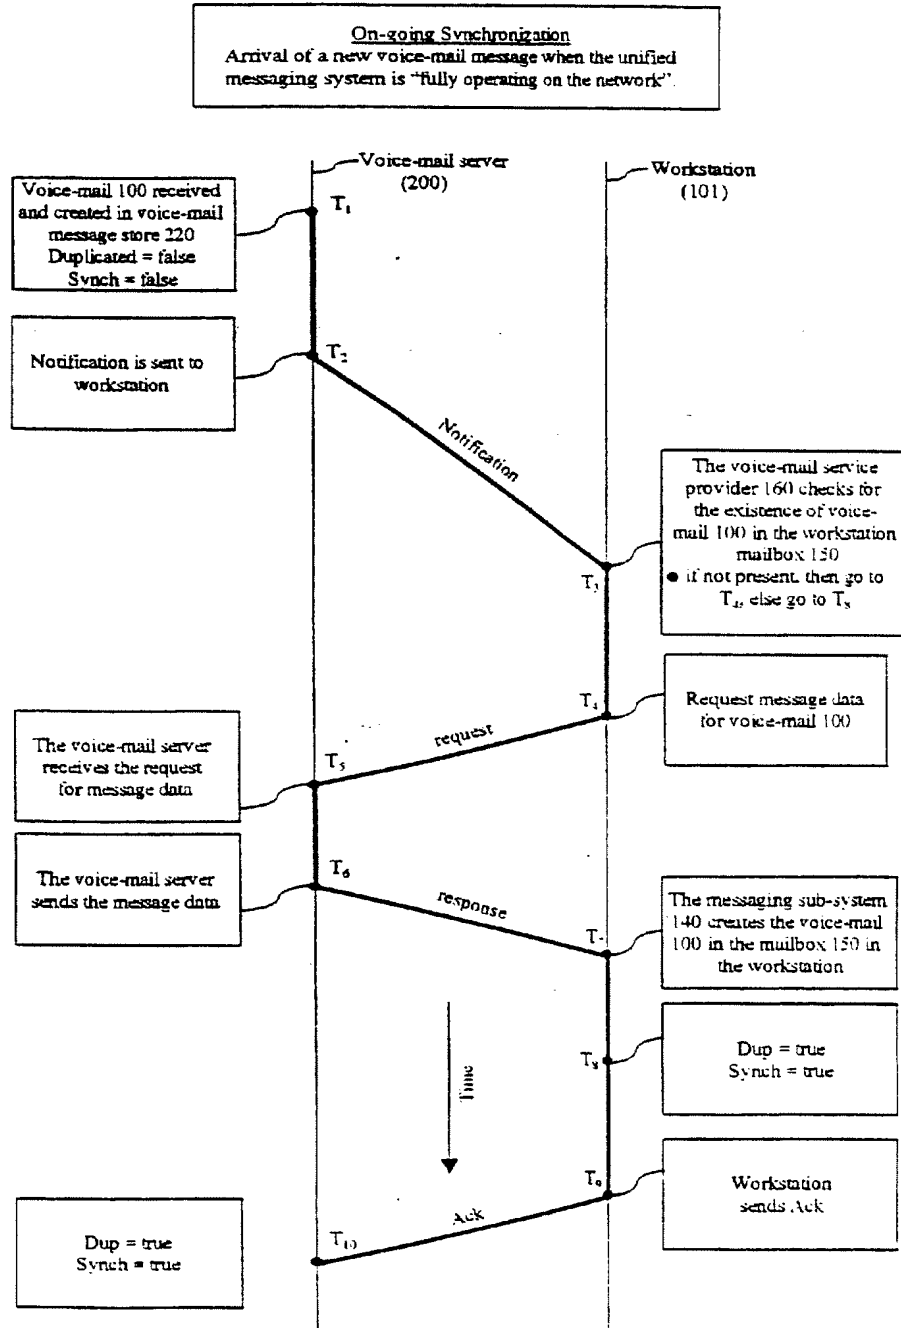 On-going Synchronization
Arrival of a new voice-mail message when the unified
messaging system is "fully operating on the network".
Voice-mail server
(200)
Workstation
(101)
Voice-mail 100 received
and created in voice-mail
message store 220
Duplicated = false
Synch = false
T1
Notification is sent to
workstation
T2
Notification
The voice-mail service
provider 160 checks for
the existence of voice-
mail 100 in the workstation
mailbox 150
● if not present, then go to
T4, else go to T8
T3
T4
Request message data
for voice-mail 100
request
The voice-mail server
receives the request
for message data
T5
The voice-mail server
sends the message data
T6
response
The messaging sub-system
140 creates the voice-mail
100 in the mailbox 150 in
the workstation
T7
Time
T8
Dup = true
Synch = true
T9
Workstation
sends Ack
Ack
Dup = true
Synch = true
T10